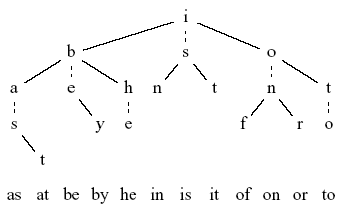 i
b s o
a e h n t n t
s y e f r o
t
as at be by he in is it of on or to